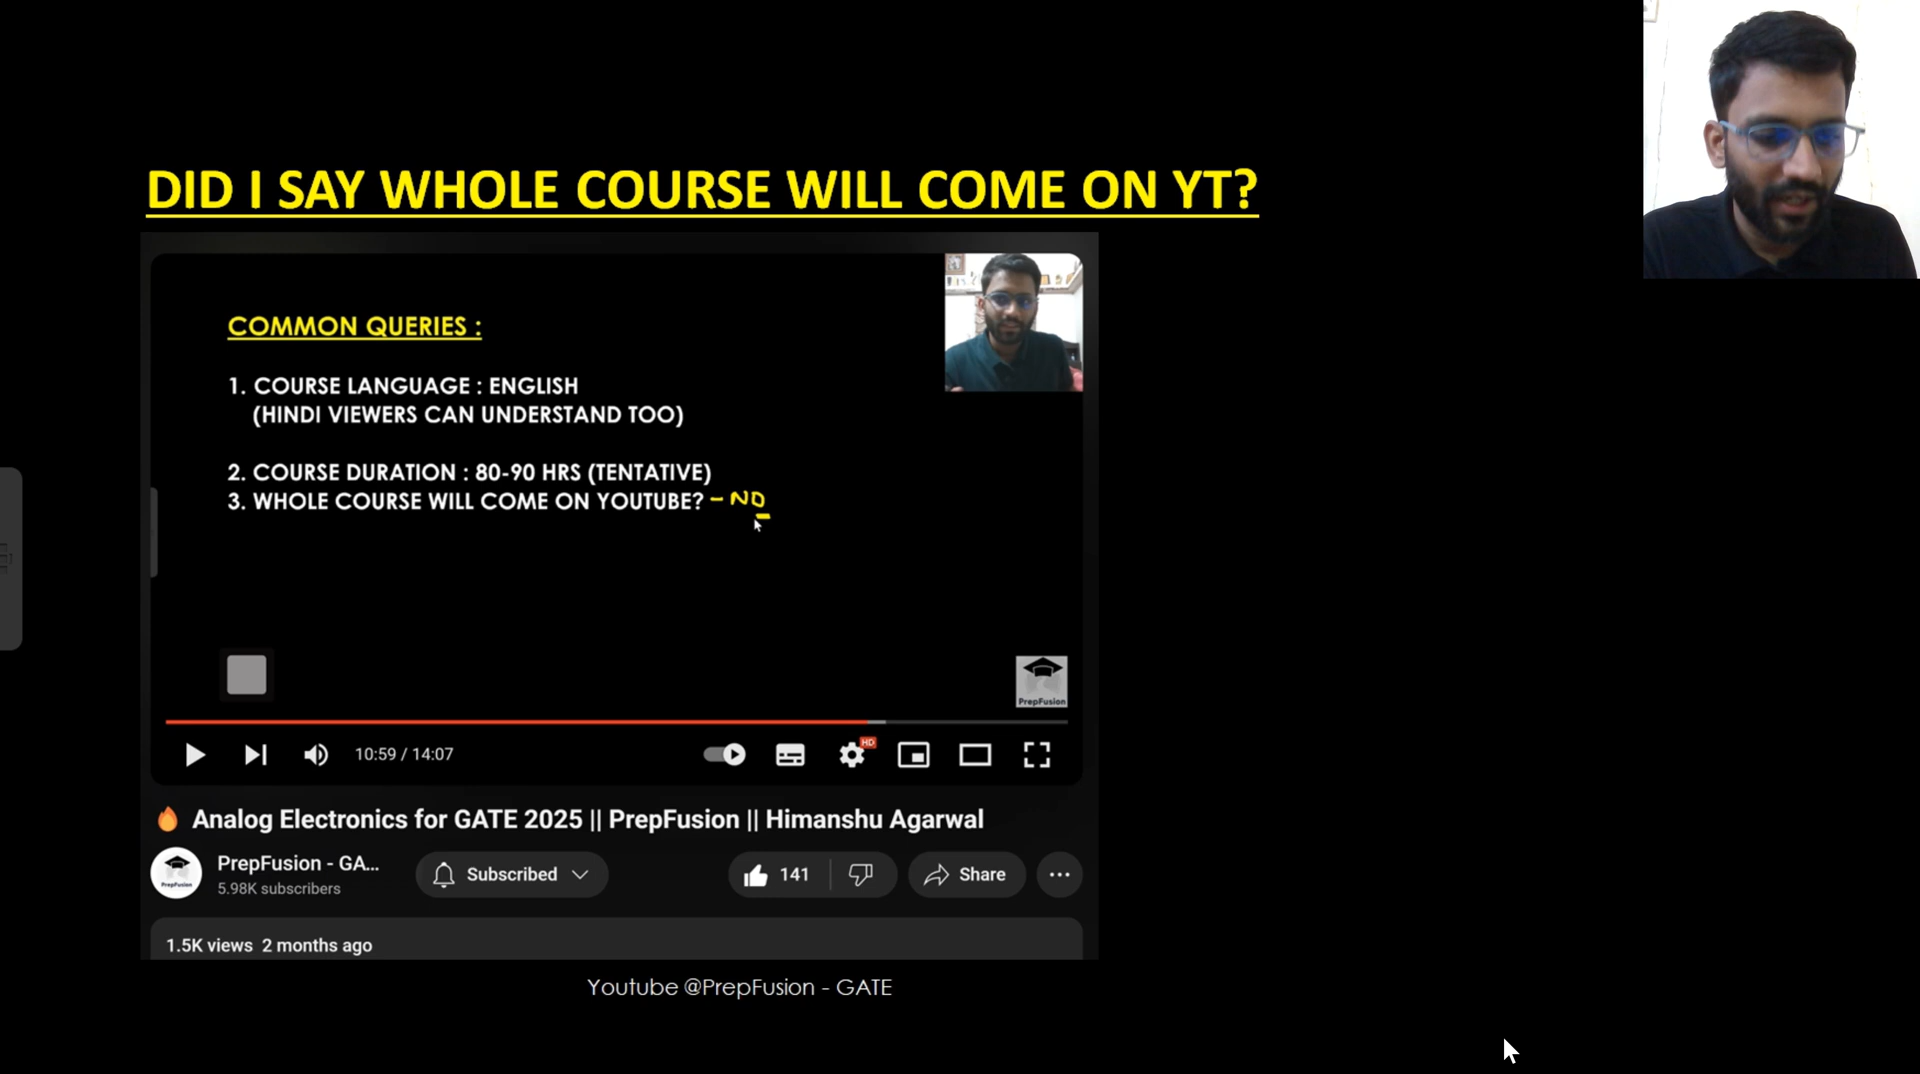 DID I SAY WHOLE COURSE WILL COME ON YT?
COMMON QUERIES :
1. COURSE LANGUAGE : ENGLISH
(HINDI VIEWERS CAN UNDERSTAND TOO)
2. COURSE DURATION : 80-90 HRS (TENTATIVE)
3. WHOLE COURSE WILL COME ON YOUTUBE? - NO
PrepFusion
10:59 / 14:07
HD
🔥 Analog Electronics for GATE 2025 || PrepFusion || Himanshu Agarwal
PrepFusion
PrepFusion - GA...
5.98K subscribers
Subscribed
141
Share
1.5K views 2 months ago
Youtube @PrepFusion - GATE